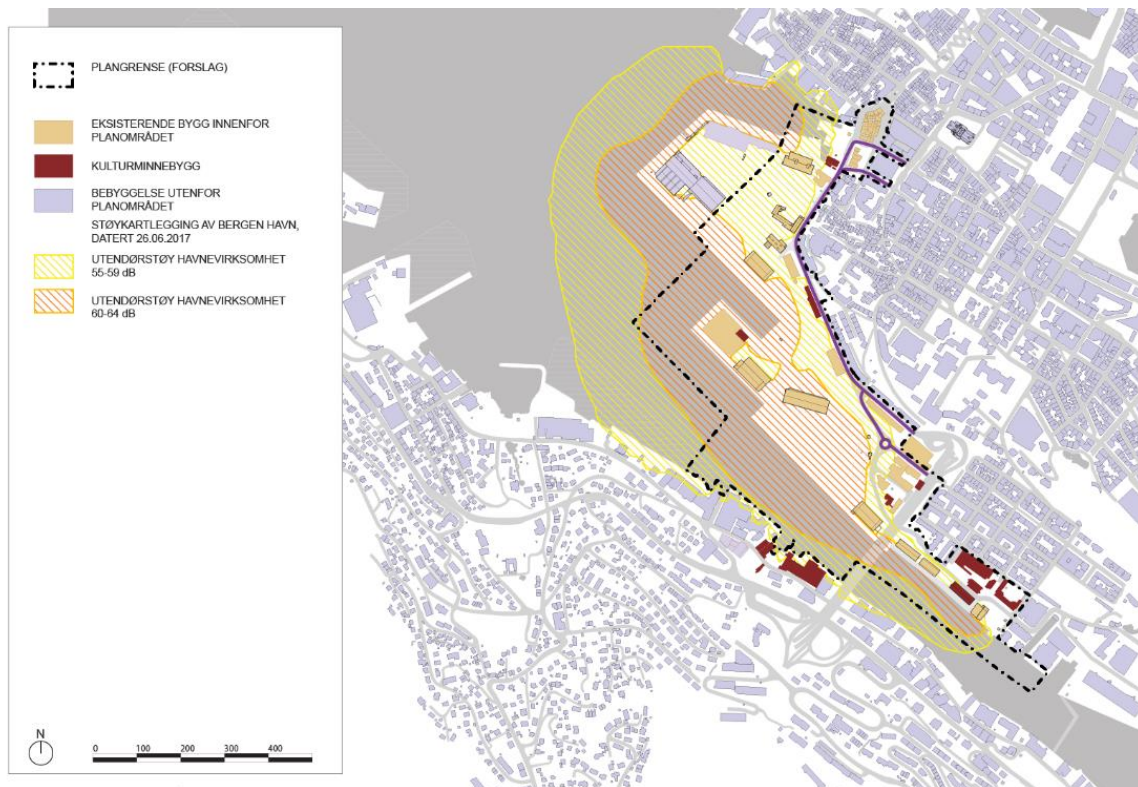 PLANGRENSE (FORSLAG)
EKSISTERENDE BYGG INNENFOR
PLANOMRÅDET
KULTURMINNEBYGG
BEBYGGELSE UTENFOR
PLANOMRÅDET
STØYKARTLEGGING AV BERGEN HAVN,
DATERT 26.06.2017
UTENDØRSTØY HAVNEVIRKSOMHET
55-59 dB
UTENDØRSTØY HAVNEVIRKSOMHET
60-64 dB
N
0 100 200 300 400